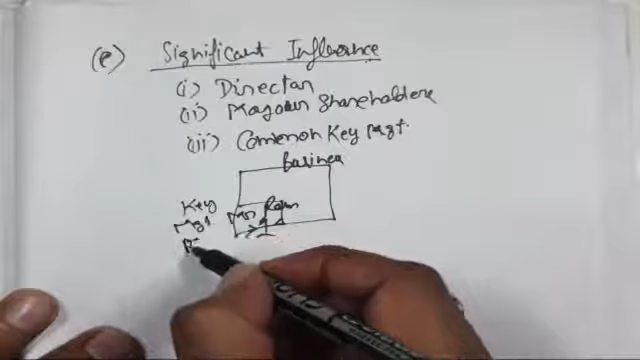 (e) Significant Influence
(i) Director
(ii) Major Shareholders
(iii) Common Key Mgt.
Business
Key
Mgt
P